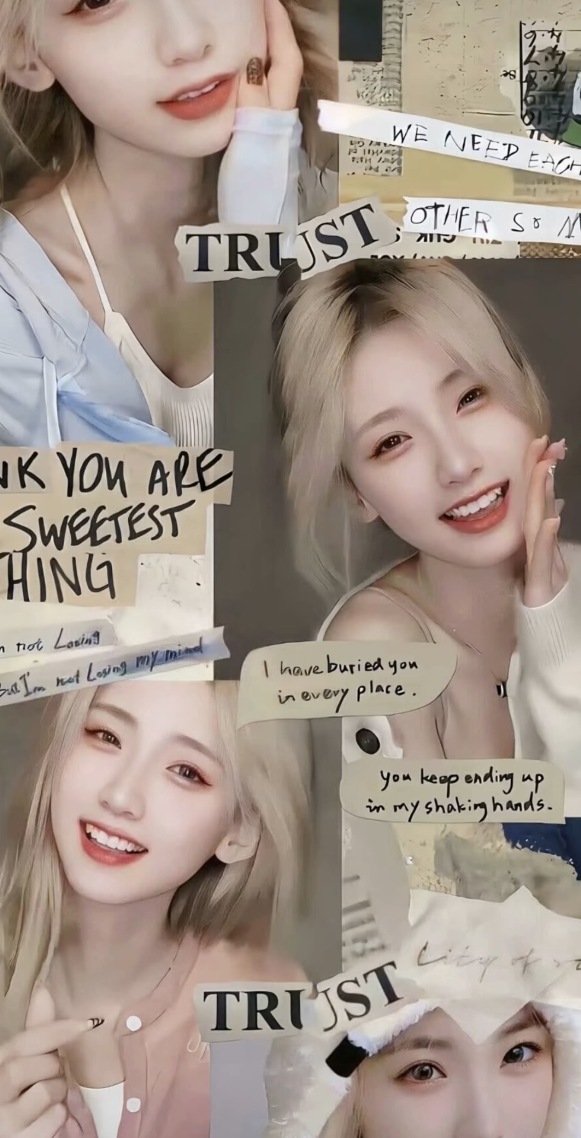 WE NEED EACH
OTHER So
TRUST
NK YOU ARE
SWEETEST
HING
n not Losing
But I'm not Losing my mind
I have buried you
in every place.
you keep ending up
in my shaking hands.
City of
TRUST